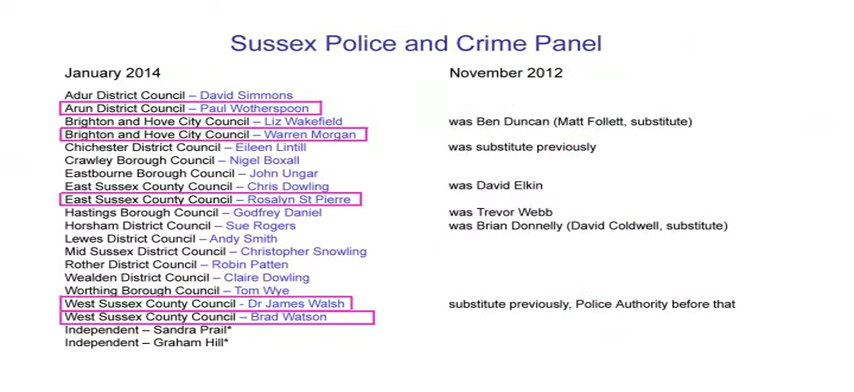 Sussex Police and Crime Panel
January 2014
November 2012
Adur District Council – David Simmons
Arun District Council – Paul Wotherspoon
Brighton and Hove City Council – Liz Wakefield
was Ben Duncan (Matt Follett, substitute)
Brighton and Hove City Council – Warren Morgan
Chichester District Council – Eileen Lintill
was substitute previously
Crawley Borough Council – Nigel Boxall
Eastbourne Borough Council – John Ungar
East Sussex County Council – Chris Dowling
was David Elkin
East Sussex County Council – Rosalyn St Pierre
Hastings Borough Council – Godfrey Daniel
was Trevor Webb
Horsham District Council – Sue Rogers
was Brian Donnelly (David Coldwell, substitute)
Lewes District Council – Andy Smith
Mid Sussex District Council – Christopher Snowling
Rother District Council – Robin Patten
Wealden District Council – Claire Dowling
Worthing Borough Council – Tom Wye
West Sussex County Council - Dr James Walsh
substitute previously, Police Authority before that
West Sussex County Council – Brad Watson
Independent – Sandra Prail*
Independent – Graham Hill*